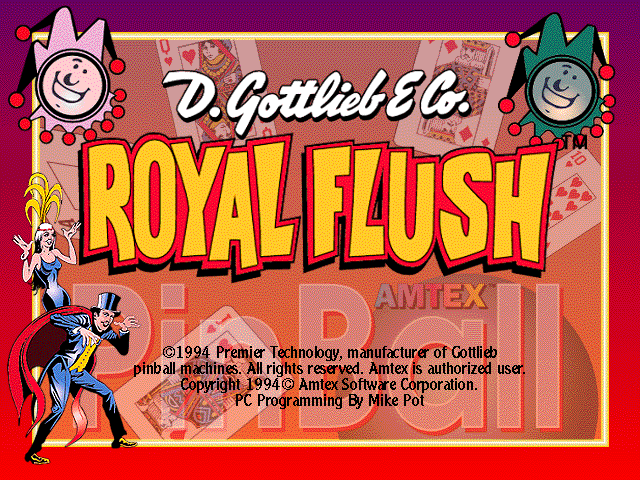 D. Gottlieb & Co.
ROYAL FLUSH
TM
AMTEX™
PinBall
©1994 Premier Technology, manufacturer of Gottlieb
pinball machines. All rights reserved. Amtex is authorized user.
Copyright 1994© Amtex Software Corporation.
PC Programming By Mike Pot